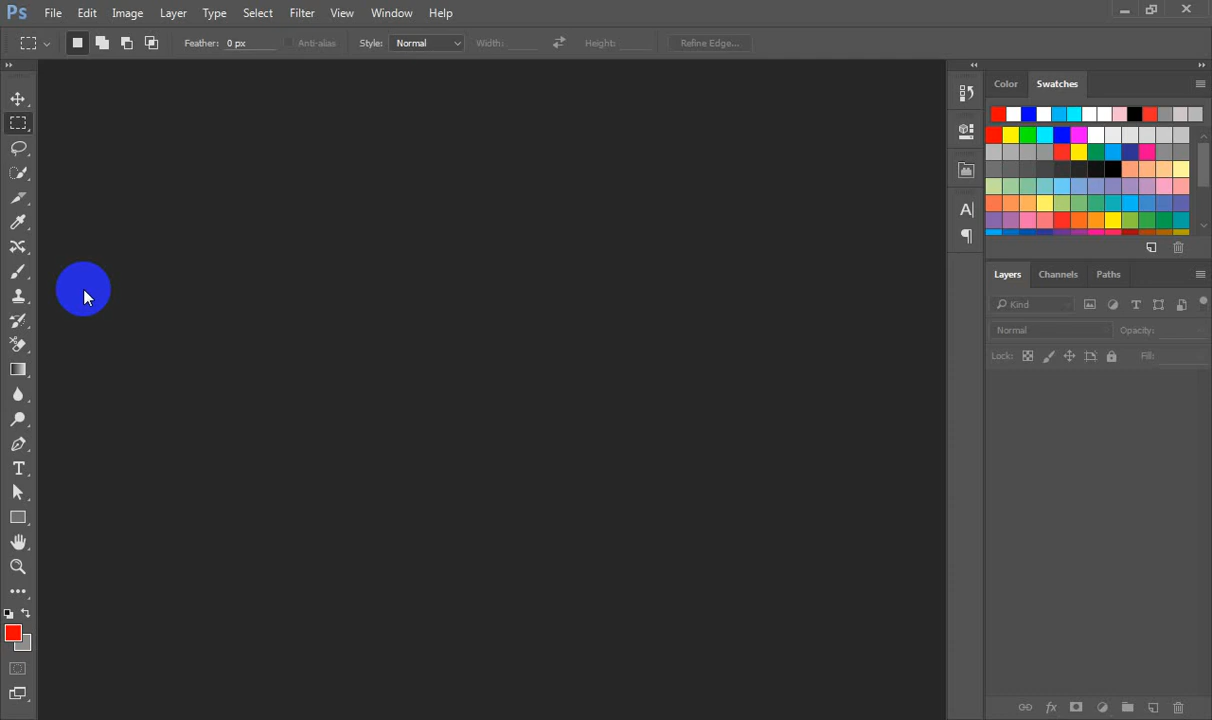 Ps File Edit Image Layer Type Select Filter View Window Help
Feather: 0 px Anti-alias Style: Normal Width: Height: Refine Edge...
Color Swatches
Layers Channels Paths
Kind
Normal Opacity:
Lock: Fill: